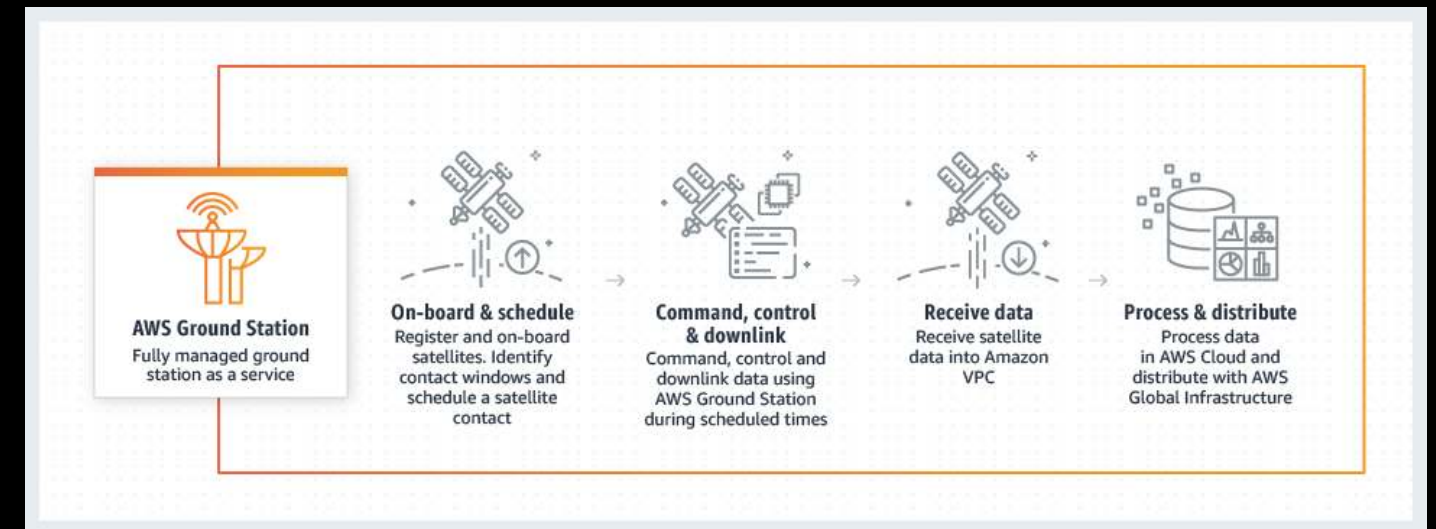 AWS Ground Station
Fully managed ground
station as a service
On-board & schedule
Register and on-board
satellites. Identify
contact windows and
schedule a satellite
contact
Command, control
& downlink
Command, control and
downlink data using
AWS Ground Station
during scheduled times
Receive data
Receive satellite
data into Amazon
VPC
Process & distribute
Process data
in AWS Cloud and
distribute with AWS
Global Infrastructure